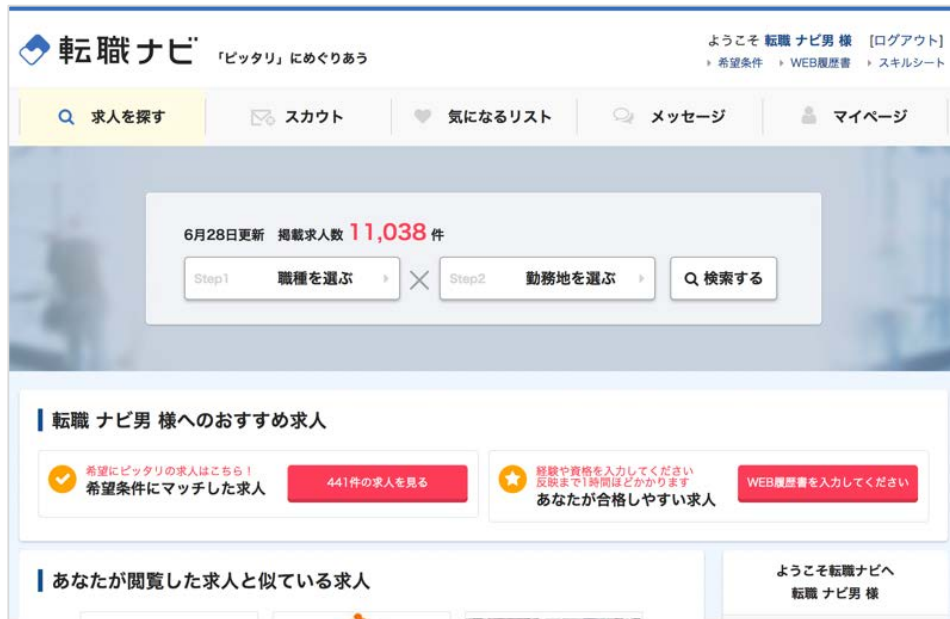 転職ナビ 「ピッタリ」にめぐりあう
ようこそ 転職 ナビ男 様 [ログアウト]
希望条件 WEB履歴書 スキルシート
求人を探す スカウト 気になるリスト メッセージ マイページ
6月28日更新 掲載求人数 11,038 件
Step1 職種を選ぶ Step2 勤務地を選ぶ 検索する
転職 ナビ男 様へのおすすめ求人
希望にピッタリの求人はこちら!
希望条件にマッチした求人
441件の求人を見る
経験や資格を入力してください
反映まで1時間ほどかかります
あなたが合格しやすい求人
WEB履歴書を入力してください
あなたが閲覧した求人と似ている求人
ようこそ転職ナビへ
転職 ナビ男 様